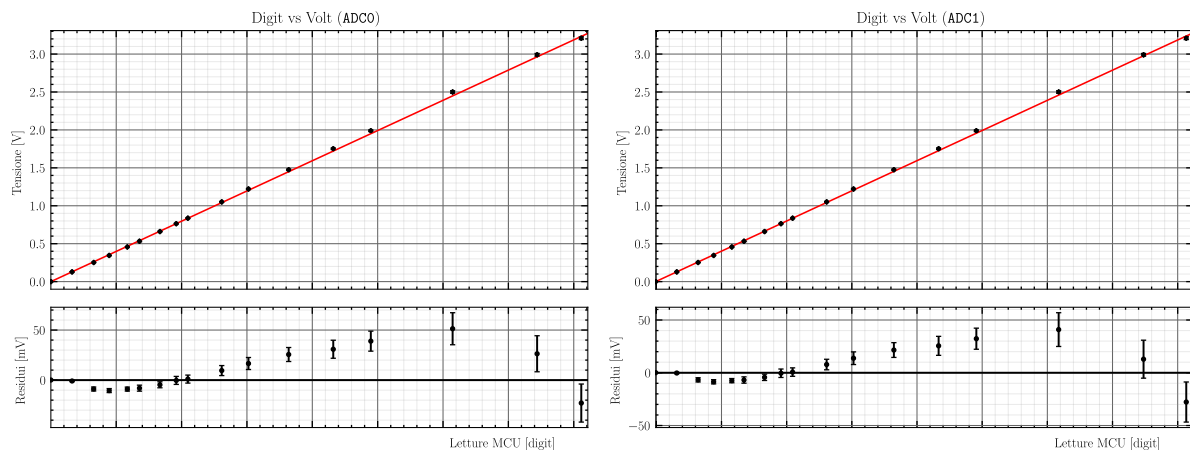 Digit vs Volt (ADC0)
Tensione [V]
3.0
2.5
2.0
1.5
1.0
0.5
0.0
Residui [mV]
50
0
Letture MCU [digit]
Digit vs Volt (ADC1)
Tensione [V]
3.0
2.5
2.0
1.5
1.0
0.5
0.0
Residui [mV]
50
0
−50
Letture MCU [digit]